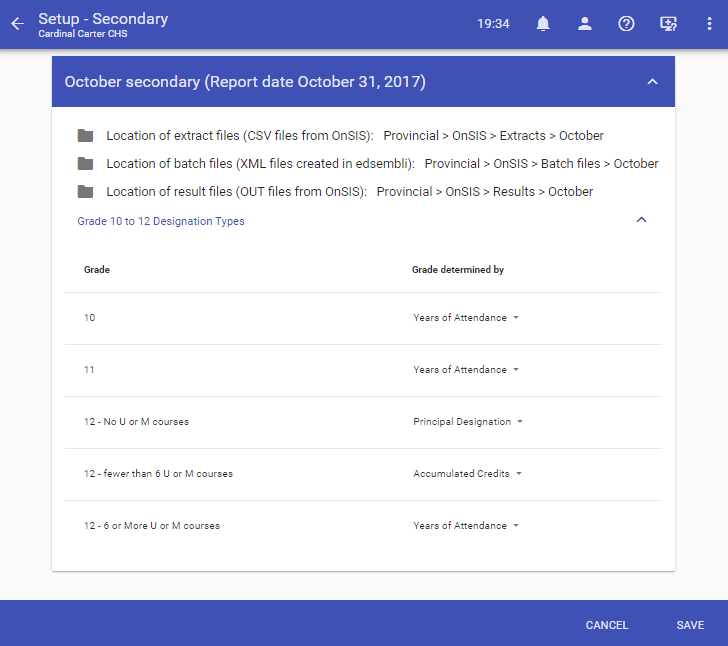 Setup - Secondary
Cardinal Carter CHS
19:34
October secondary (Report date October 31, 2017)
Location of extract files (CSV files from OnSIS): Provincial > OnSIS > Extracts > October
Location of batch files (XML files created in edsembli): Provincial > OnSIS > Batch files > October
Location of result files (OUT files from OnSIS): Provincial > OnSIS > Results > October
Grade 10 to 12 Designation Types
Grade Grade determined by
10 Years of Attendance
11 Years of Attendance
12 - No U or M courses Principal Designation
12 - fewer than 6 U or M courses Accumulated Credits
12 - 6 or More U or M courses Years of Attendance
CANCEL SAVE